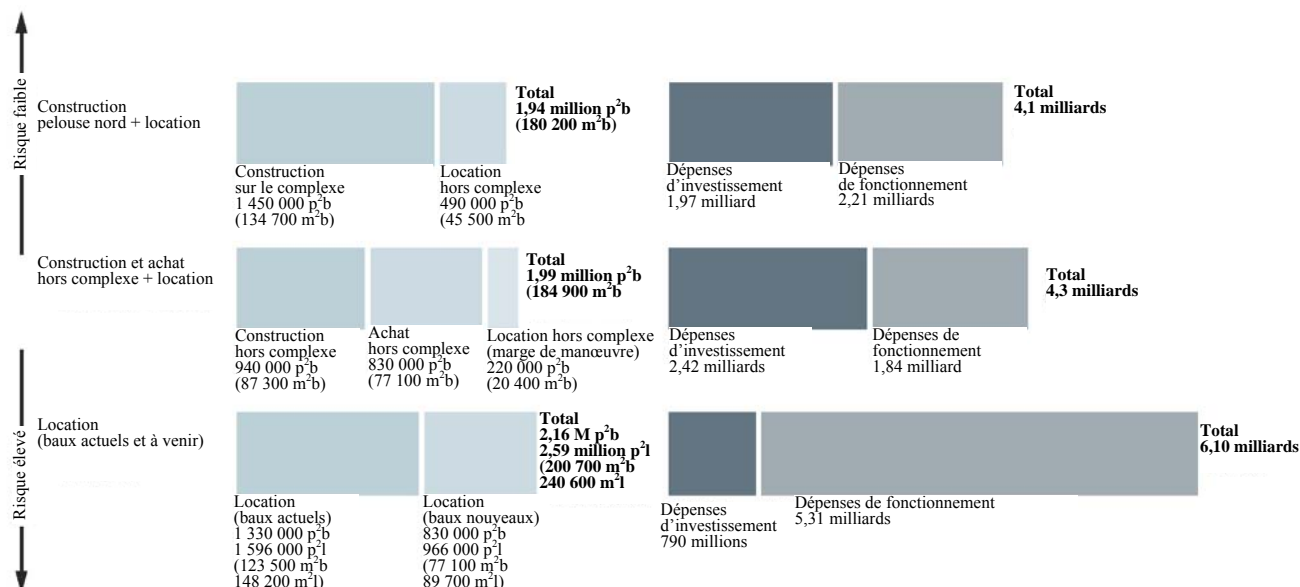 Risque faible
Construction
pelouse nord + location
Construction
sur le complexe
1 450 000 p²b
(134 700 m²b)
Location
hors complexe
490 000 p²b
(45 500 m²b
Total
1,94 million p²b
(180 200 m²b)
Dépenses
d’investissement
1,97 milliard
Dépenses
de fonctionnement
2,21 milliards
Total
4,1 milliards
Construction et achat
hors complexe + location
Construction
hors complexe
940 000 p²b
(87 300 m²b)
Achat
hors complexe
830 000 p²b
(77 100 m²b)
Location hors complexe
(marge de manœuvre)
220 000 p²b
(20 400 m²b)
Total
1,99 million p²b
(184 900 m²b
Dépenses
d’investissement
2,42 milliards
Dépenses de
fonctionnement
1,84 milliard
Total
4,3 milliards
Risque élevé
Location
(baux actuels et à venir)
Location
(baux actuels)
1 330 000 p²b
1 596 000 p²l
(123 500 m²b
148 200 m²l)
Location
(baux nouveaux)
830 000 p²b
966 000 p²l
(77 100 m²b
89 700 m²l)
Total
2,16 M p²b
2,59 million p²l
(200 700 m²b
240 600 m²l
Dépenses
d’investissement
790 millions
Dépenses de fonctionnement
5,31 milliards
Total
6,10 milliards